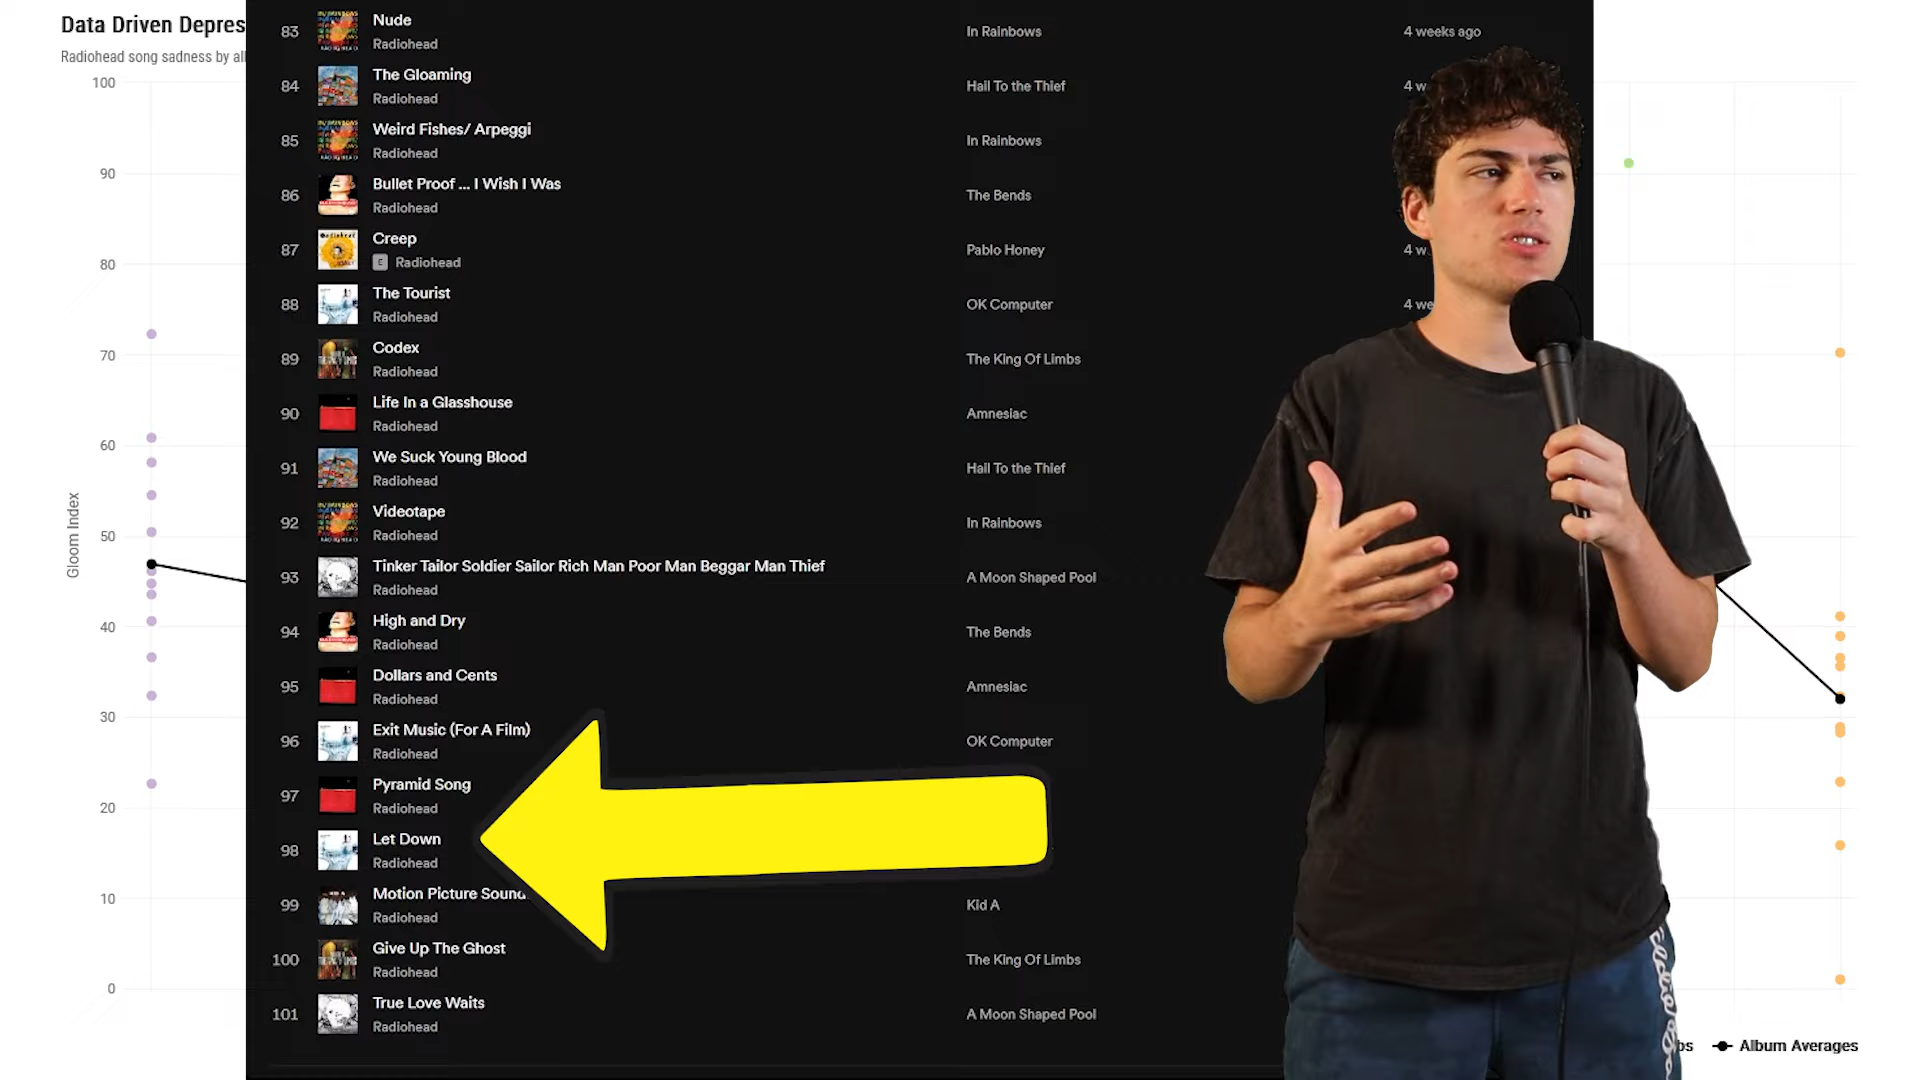 Data Driven Depres
Radiohead song sadness by al
100
90
80
70
60
50
40
30
20
10
0
Gloom Index
83
Nude
Radiohead
In Rainbows
4 weeks ago
84
The Gloaming
Radiohead
Hail To the Thief
4 w
85
Weird Fishes/ Arpeggi
Radiohead
In Rainbows
86
Bullet Proof ... I Wish I Was
Radiohead
The Bends
87
Creep
E Radiohead
Pablo Honey
4 w
88
The Tourist
Radiohead
OK Computer
4 we
89
Codex
Radiohead
The King Of Limbs
90
Life In a Glasshouse
Radiohead
Amnesiac
91
We Suck Young Blood
Radiohead
Hail To the Thief
92
Videotape
Radiohead
In Rainbows
93
Tinker Tailor Soldier Sailor Rich Man Poor Man Beggar Man Thief
Radiohead
A Moon Shaped Pool
94
High and Dry
Radiohead
The Bends
95
Dollars and Cents
Radiohead
Amnesiac
96
Exit Music (For A Film)
Radiohead
OK Computer
97
Pyramid Song
Radiohead
98
Let Down
Radiohead
99
Motion Picture Sound
Radiohead
Kid A
100
Give Up The Ghost
Radiohead
The King Of Limbs
101
True Love Waits
Radiohead
A Moon Shaped Pool
bs
Album Averages